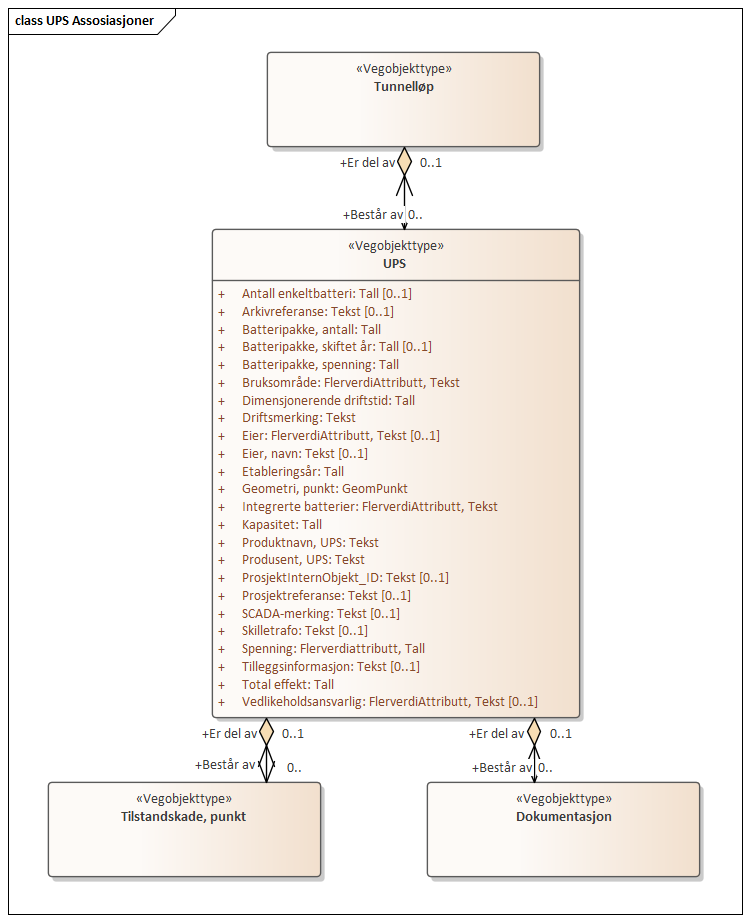 class UPS Assosiasjoner
«Vegobjekttype»
Tunnelløp
+Er del av 0..1
+Består av 0..
«Vegobjekttype»
UPS
+ Antall enkeltbatteri: Tall [0..1]
+ Arkivreferanse: Tekst [0..1]
+ Batteripakke, antall: Tall
+ Batteripakke, skiftet år: Tall [0..1]
+ Batteripakke, spenning: Tall
+ Bruksområde: FlerverdiAttributt, Tekst
+ Dimensjonerende driftstid: Tall
+ Driftsmerking: Tekst
+ Eier: FlerverdiAttributt, Tekst [0..1]
+ Eier, navn: Tekst [0..1]
+ Etableringsår: Tall
+ Geometri, punkt: GeomPunkt
+ Integrerte batterier: FlerverdiAttributt, Tekst
+ Kapasitet: Tall
+ Produktnavn, UPS: Tekst
+ Produsent, UPS: Tekst
+ ProsjektInternObjekt_ID: Tekst [0..1]
+ Prosjektreferanse: Tekst [0..1]
+ SCADA-merking: Tekst [0..1]
+ Skilletrafo: Tekst [0..1]
+ Spenning: Flerverdiattributt, Tall
+ Tilleggsinformasjon: Tekst [0..1]
+ Total effekt: Tall
+ Vedlikeholdsansvarlig: FlerverdiAttributt, Tekst [0..1]
+Er del av 0..1 +Er del av 0..1
+Består av 0.. +Består av 0..
«Vegobjekttype» «Vegobjekttype»
Tilstandskade, punkt Dokumentasjon